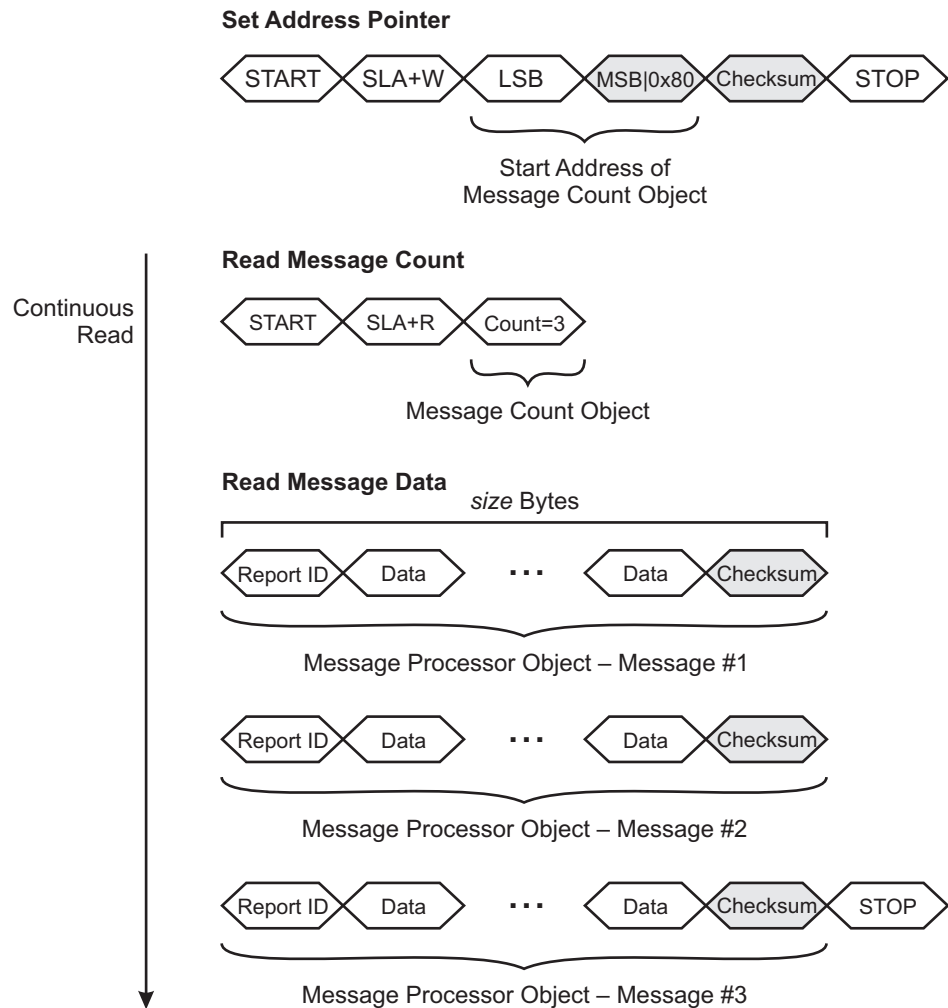 Set Address Pointer
START SLA+W LSB MSB|0x80 Checksum STOP
Start Address of
Message Count Object
Read Message Count
Continuous
Read
START SLA+R Count=3
Message Count Object
Read Message Data
size Bytes
Report ID Data ... Data Checksum
Message Processor Object – Message #1
Report ID Data ... Data Checksum
Message Processor Object – Message #2
Report ID Data ... Data Checksum STOP
Message Processor Object – Message #3